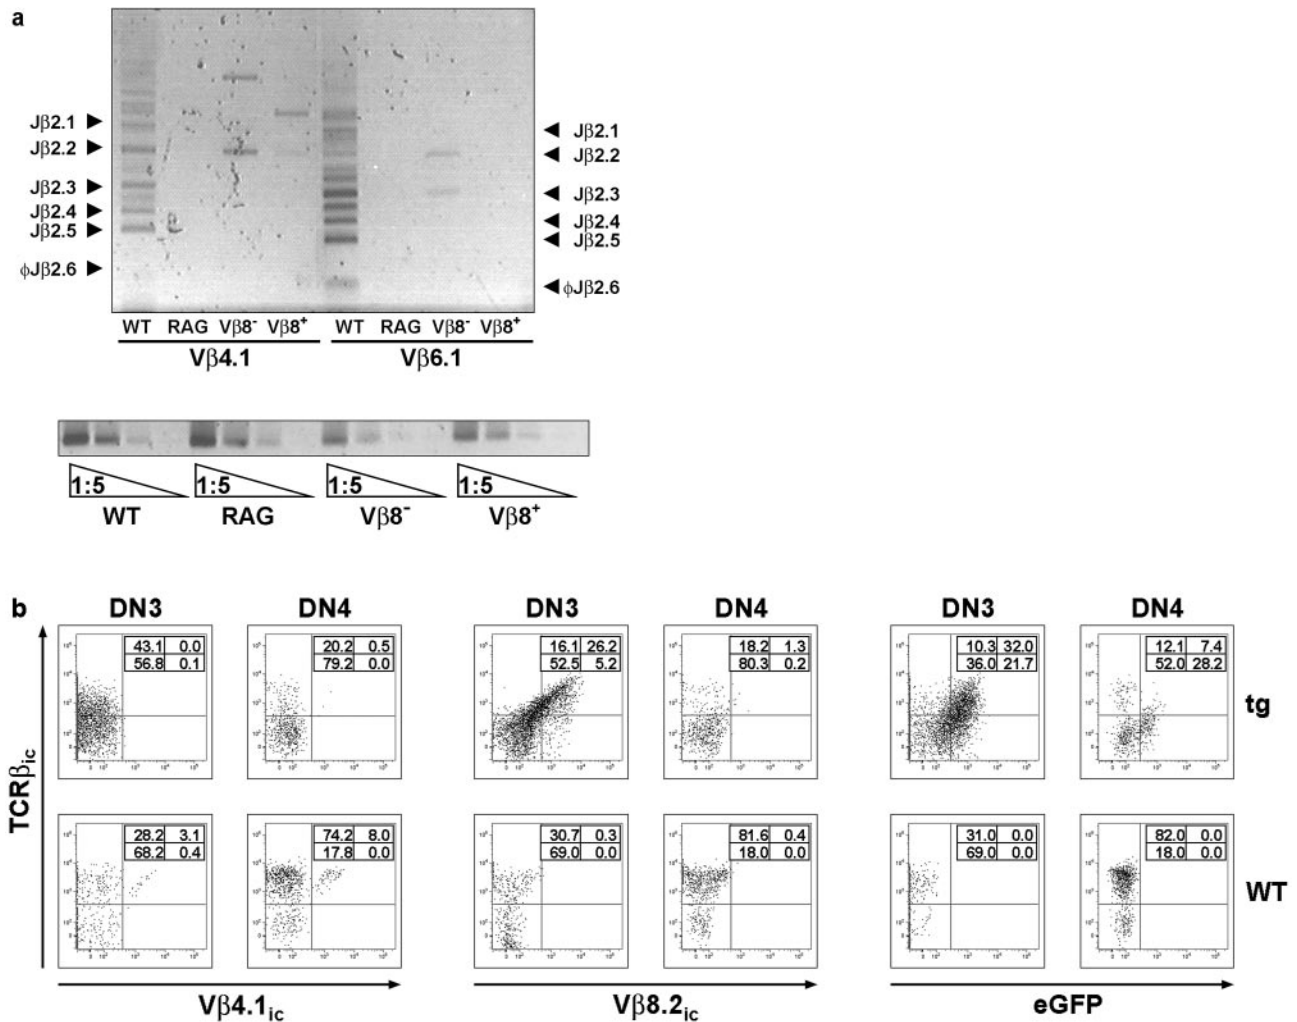 a
Jβ2.1
Jβ2.2
Jβ2.3
Jβ2.4
Jβ2.5
ϕJβ2.6
Jβ2.1
Jβ2.2
Jβ2.3
Jβ2.4
Jβ2.5
ϕJβ2.6
WT RAG Vβ8⁻ Vβ8⁺ WT RAG Vβ8⁻ Vβ8⁺
Vβ4.1 Vβ6.1
1:5 1:5 1:5 1:5
WT RAG Vβ8⁻ Vβ8⁺
b
DN3 DN4 DN3 DN4 DN3 DN4
43.1 0.0 20.2 0.5 16.1 26.2 18.2 1.3 10.3 32.0 12.1 7.4
56.8 0.1 79.2 0.0 52.5 5.2 80.3 0.2 36.0 21.7 52.0 28.2
tg
TCRβic
28.2 3.1 74.2 8.0 30.7 0.3 81.6 0.4 31.0 0.0 82.0 0.0
68.2 0.4 17.8 0.0 69.0 0.0 18.0 0.0 69.0 0.0 18.0 0.0
WT
Vβ4.1ic Vβ8.2ic eGFP